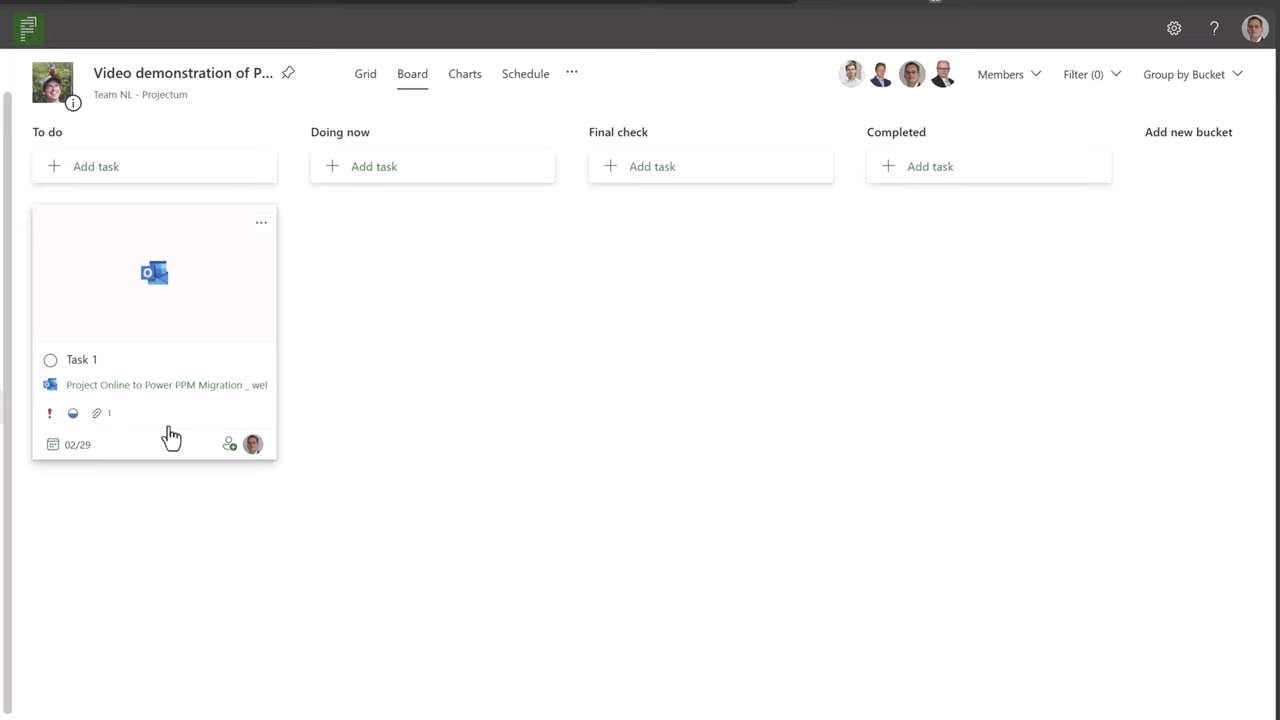 ?
Video demonstration of P...
Team NL - Projectum
Grid
Board
Charts
Schedule
...
Members
Filter (0)
Group by Bucket
To do
Doing now
Final check
Completed
Add new bucket
+ Add task
+ Add task
+ Add task
+ Add task
...
Task 1
Project Online to Power PPM Migration _ wel
! 1
02/29